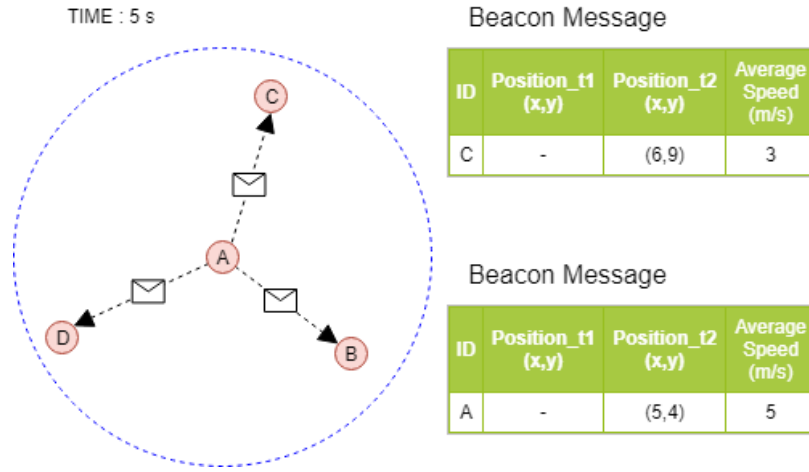 TIME : 5 s
C
A
D
B
Beacon Message
ID Position_t1 (x,y) Position_t2 (x,y) Average Speed (m/s)
C - (6,9) 3
Beacon Message
ID Position_t1 (x,y) Position_t2 (x,y) Average Speed (m/s)
A - (5,4) 5